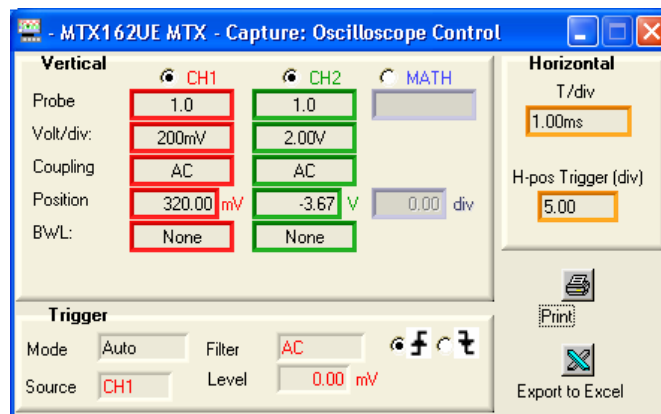 - MTX162UE MTX - Capture: Oscilloscope Control
Vertical
CH1 CH2 MATH
Probe 1.0 1.0
Volt/div: 200mV 2.00V
Coupling AC AC
Position 320.00 mV -3.67 V 0.00 div
BWL: None None
Horizontal
T/div
1.00ms
H-pos Trigger (div)
5.00
Trigger
Mode Auto Filter AC
Source CH1 Level 0.00 mV
Print
Export to Excel